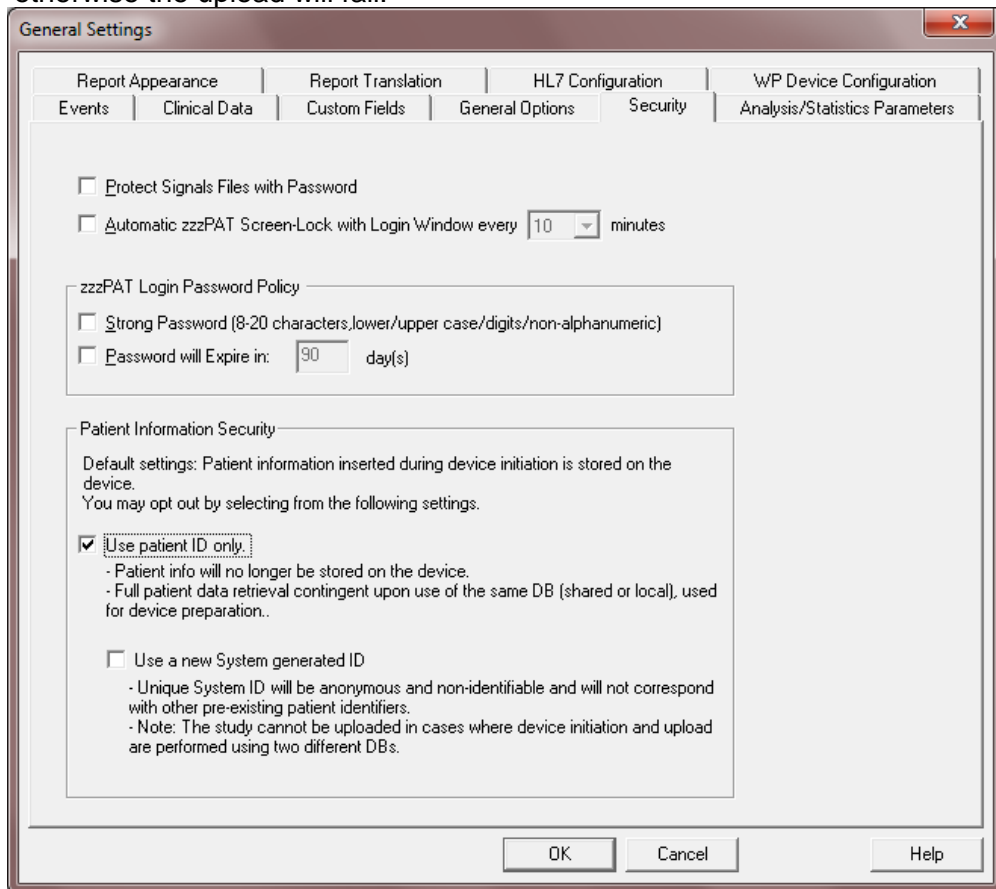 otherwise the upload will fail.
General Settings
X
Report Appearance Report Translation HL7 Configuration WP Device Configuration
Events Clinical Data Custom Fields General Options Security Analysis/Statistics Parameters
Protect Signals Files with Password
Automatic zzzPAT Screen-Lock with Login Window every 10 minutes
zzzPAT Login Password Policy
Strong Password (8-20 characters,lower/upper case/digits/non-alphanumeric)
Password will Expire in: 90 day(s)
Patient Information Security
Default settings: Patient information inserted during device initiation is stored on the
device.
You may opt out by selecting from the following settings.
Use patient ID only.
- Patient info will no longer be stored on the device.
- Full patient data retrieval contingent upon use of the same DB (shared or local), used
for device preparation..
Use a new System generated ID
- Unique System ID will be anonymous and non-identifiable and will not correspond
with other pre-existing patient identifiers.
- Note: The study cannot be uploaded in cases where device initiation and upload
are performed using two different DBs.
OK Cancel Help